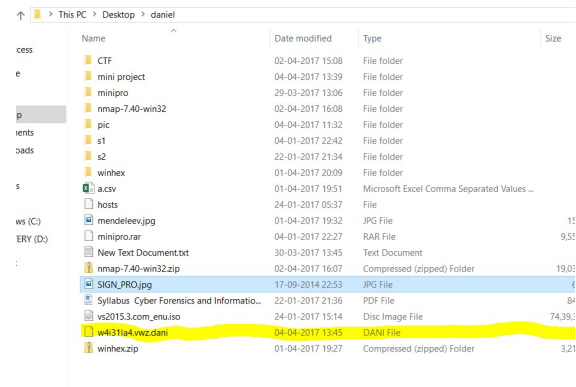 This PC > Desktop > daniel
Name Date modified Type Size
CTF 02-04-2017 15:08 File folder
mini project 04-04-2017 13:39 File folder
minipro 29-03-2017 13:06 File folder
nmap-7.40-win32 02-04-2017 16:08 File folder
pic 04-04-2017 11:32 File folder
s1 04-01-2017 22:42 File folder
s2 22-01-2017 21:34 File folder
winhex 01-04-2017 20:09 File folder
a.csv 01-04-2017 19:51 Microsoft Excel Comma Separated Values ...
hosts 24-01-2017 05:37 File
mendeleev.jpg 01-04-2017 19:32 JPG File 15
minipro.rar 04-01-2017 22:27 RAR File 9,55
New Text Document.txt 30-03-2017 13:45 Text Document
nmap-7.40-win32.zip 02-04-2017 16:07 Compressed (zipped) Folder 19,03
SIGN_PRO.jpg 17-09-2014 22:53 JPG File 6
Syllabus Cyber Forensics and Informatio... 22-01-2017 21:36 PDF File 84
vs2015.3.com_enu.iso 24-01-2017 15:14 Disc Image File 74,39,3
w4i31la4.vwz.dani 04-04-2017 13:45 DANI File
winhex.zip 01-04-2017 19:27 Compressed (zipped) Folder 3,21
ccess
e
p
ents
oads
s
ws (C:)
ERY (D:)